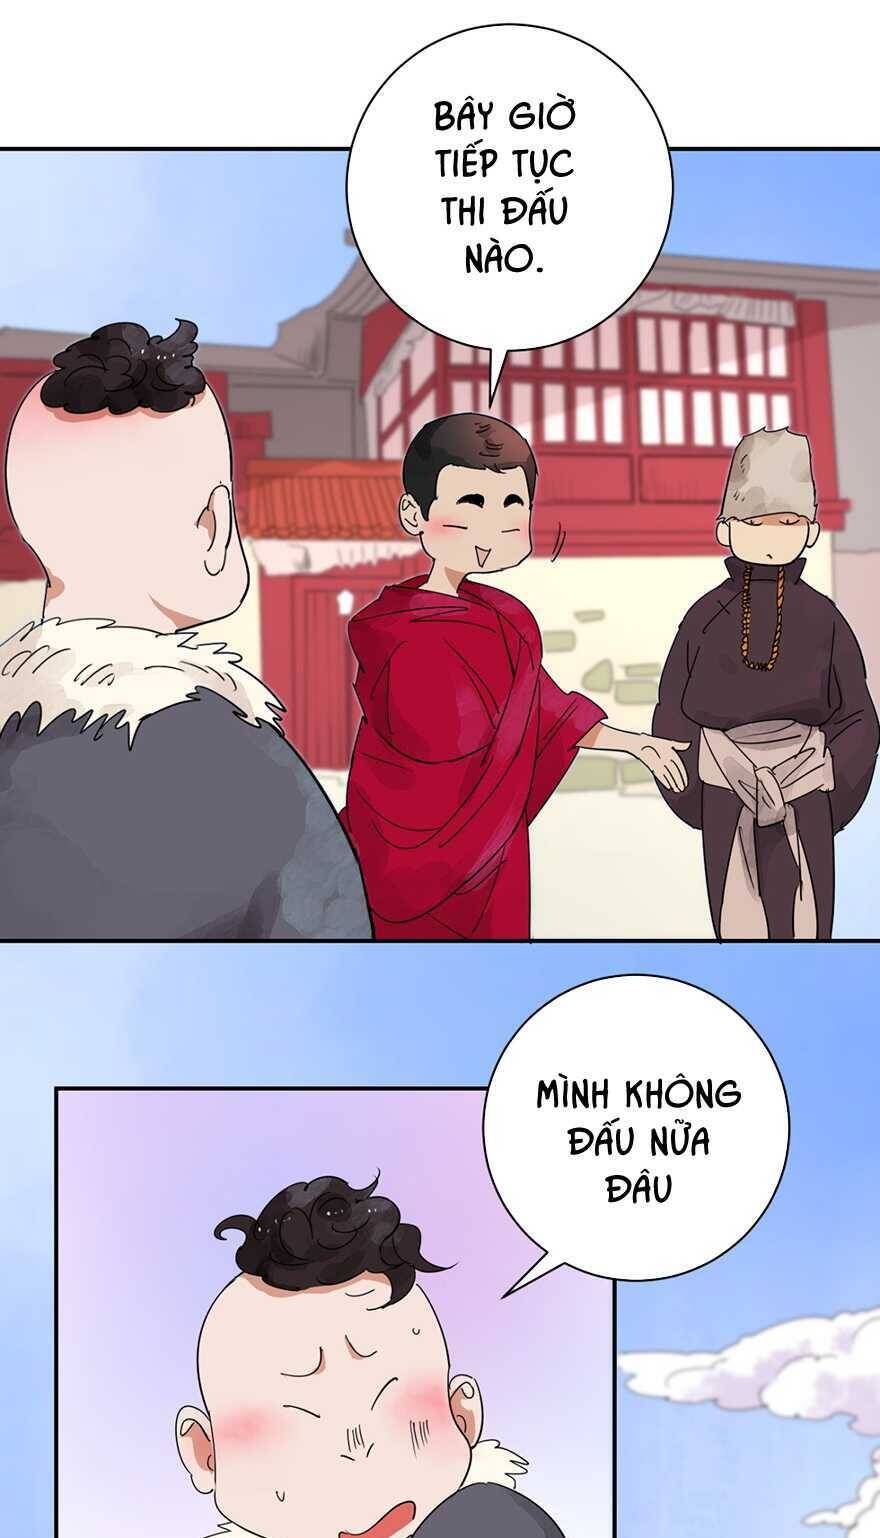 BÂY GIỜ
TIẾP TỤC
THI ĐẤU
NÀO.
MÌNH KHÔNG
ĐẤU NỮA
ĐÂU